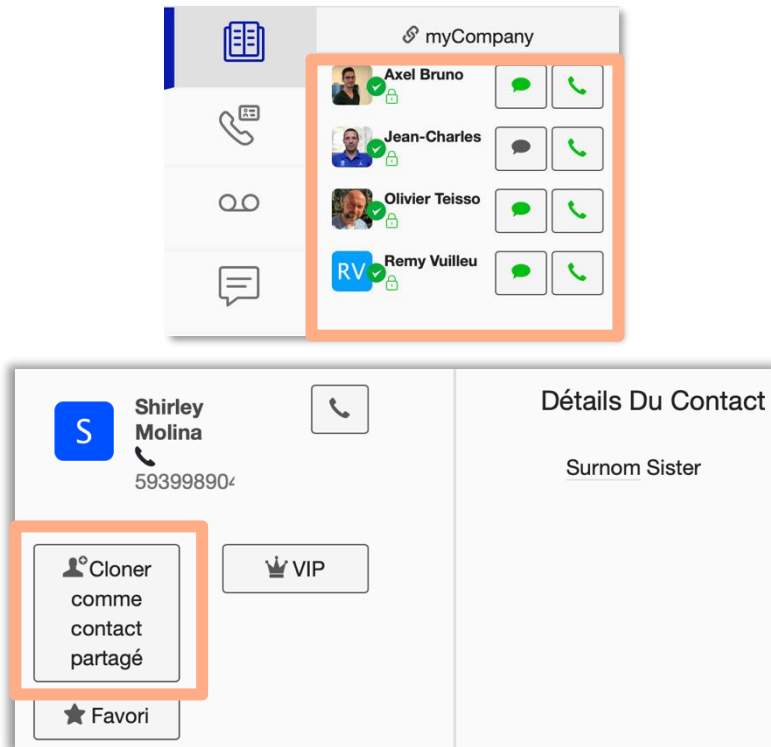 myCompany
Axel Bruno
Jean-Charles
Olivier Teisso
RV
Remy Vuilleu
S
Shirley
Molina
593998904
Détails Du Contact
Surnom Sister
Cloner
comme
contact
partagé
VIP
Favori